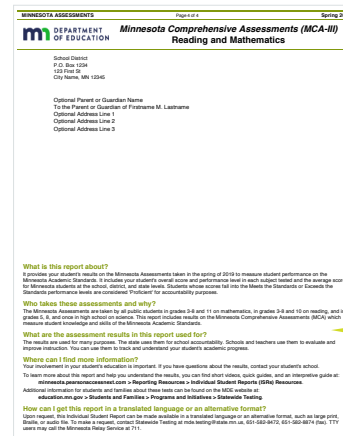 MINNESOTA ASSESSMENTS Page 4 of 4 Spring 20
DEPARTMENT
OF EDUCATION
Minnesota Comprehensive Assessments (MCA-III)
Reading and Mathematics
School District
P.O. Box 1234
123 First St
City Name, MN 12345
Optional Parent or Guardian Name
To the Parent or Guardian of Firstname M. Lastname
Optional Address Line 1
Optional Address Line 2
Optional Address Line 3
What is this report about?
It provides your student's results on the Minnesota Assessments taken in the spring of 2019 to measure student performance on the
Minnesota Academic Standards. It includes your student's overall score and performance level in each subject tested and the average scor
for Minnesota students at the school, district, and state levels. Students whose scores fall into the Meets the Standards or Exceeds the
Standards performance levels are considered 'Proficient' for accountability purposes.
Who takes these assessments and why?
The Minnesota Assessments are taken by all public students in grades 3-8 and 11 on mathematics, in grades 3-8 and 10 on reading, and i
grades 5, 8, and once in high school on science. This report includes results on the Minnesota Comprehensive Assessments (MCA) which
measure student knowledge and skills of the Minnesota Academic Standards.
What are the assessment results in this report used for?
The results are used for many purposes. The state uses them for school accountability. Schools and teachers use them to evaluate and
improve instruction. You can use them to track and understand your student's academic progress.
Where can I find more information?
Your involvement in your student's education is important. If you have questions about the results, contact your student's school.
To learn more about this report and help you understand the results, you can find short videos, quick guides, and an interpretive guide at:
minnesota.pearsonaccessnext.com > Reporting Resources > Individual Student Reports (ISRs) Resources.
Additional information for students and families about these tests can be found on the MDE website at:
education.mn.gov > Students and Families > Programs and Initiatives > Statewide Testing.
How can I get this report in a translated language or an alternative format?
Upon request, this Individual Student Report can be made available in a translated language or an alternative format, such as large print,
Braille, or audio file. To make a request, contact Statewide Testing at mde.testing@state.mn.us, 651-582-8472, 651-582-8874 (fax). TTY
users may call the Minnesota Relay Service at 711.